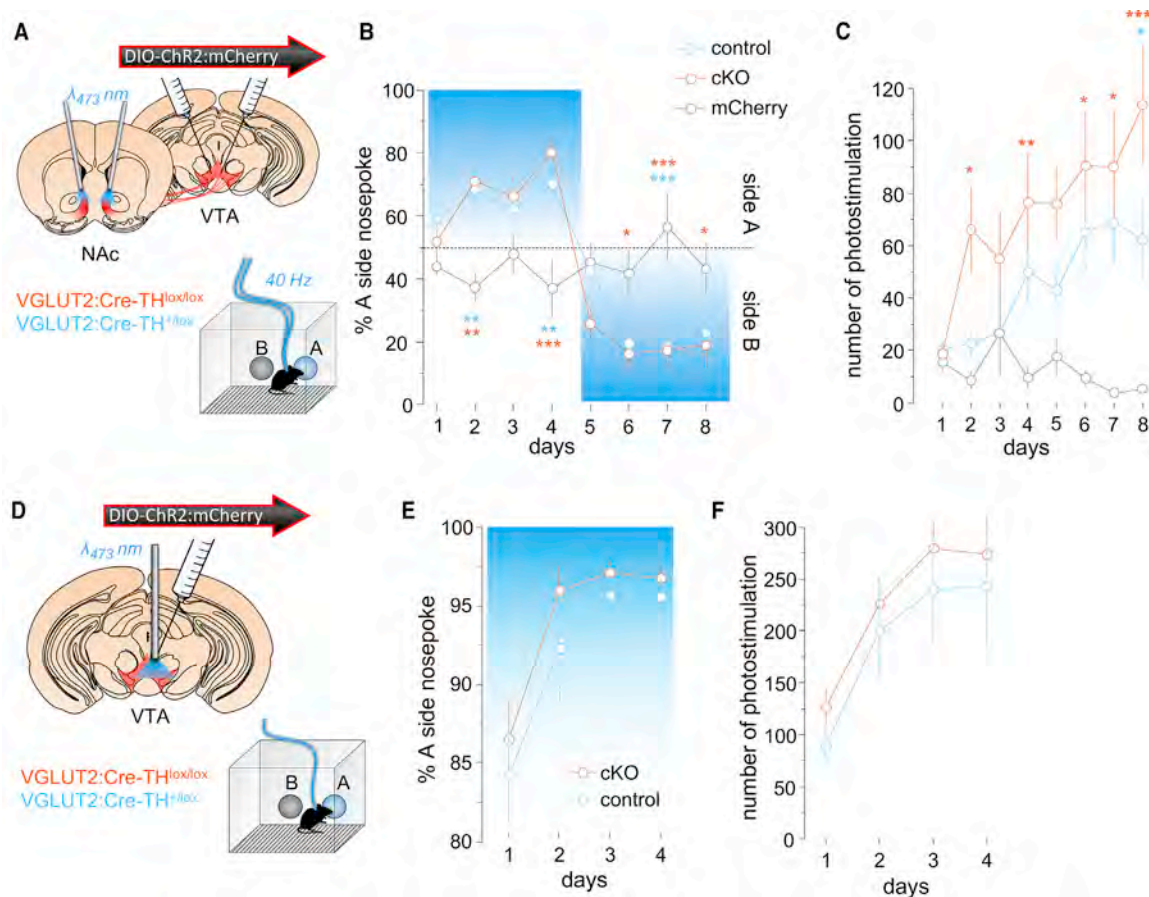 A
DIO-ChR2:mCherry
λ473 nm
NAc
VTA
VGLUT2:Cre-THlox/lox
VGLUT2:Cre-TH+/lox
40 Hz
B A
B
control
cKO
mCherry
% A side nosepoke
100
80
60
40
20
0
side A
side B
***
***
*
*
**
**
**
***
1 2 3 4 5 6 7 8
days
C
***
*
*
*
**
*
number of photostimulation
120
100
80
60
40
20
0
1 2 3 4 5 6 7 8
days
D
DIO-ChR2:mCherry
λ473 nm
VTA
VGLUT2:Cre-THlox/lox
B A
E
% A side nosepoke
100
95
90
85
80
cKO
control
1 2 3 4
days
F
number of photostimulation
300
250
200
150
100
50
0
1 2 3 4
days